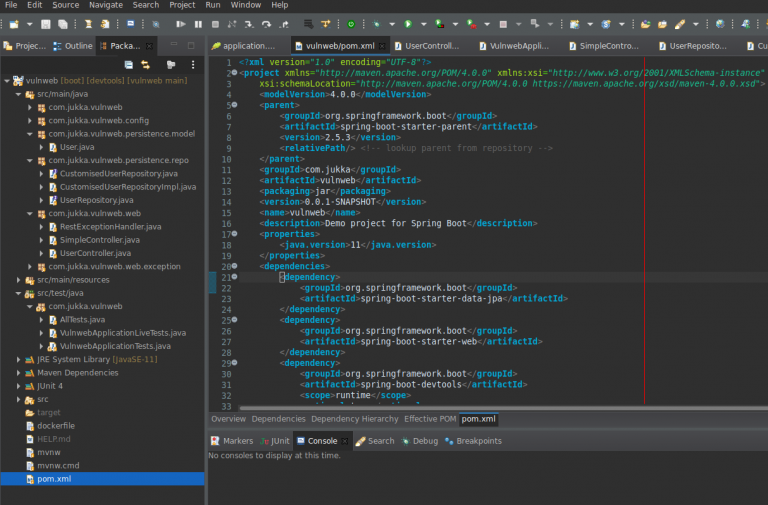 File Edit Source Navigate Search Project Run Window Help
Projec... Outline Packa...
vulnweb [boot] [devtools] [vulnweb main]
src/main/java
com.jukka.vulnweb
com.jukka.vulnweb.config
com.jukka.vulnweb.persistence.model
User.java
com.jukka.vulnweb.persistence.repo
CustomisedUserRepository.java
CustomisedUserRepositoryImpl.java
UserRepository.java
com.jukka.vulnweb.web
RestExceptionHandler.java
SimpleController.java
UserController.java
com.jukka.vulnweb.web.exception
src/main/resources
src/test/java
com.jukka.vulnweb
AllTests.java
VulnwebApplicationLiveTests.java
VulnwebApplicationTests.java
JRE System Library [JavaSE-11]
Maven Dependencies
JUnit 4
src
target
dockerfile
HELP.md
mvnw
mvnw.cmd
pom.xml
application.... vulnweb/pom.xml UserControll... VulnwebAppli... SimpleContro... UserReposito... Cu
1 <?xml version="1.0" encoding="UTF-8"?>
2 <project xmlns="http://maven.apache.org/POM/4.0.0" xmlns:xsi="http://www.w3.org/2001/XMLSchema-instance"
3 xsi:schemaLocation="http://maven.apache.org/POM/4.0.0 https://maven.apache.org/xsd/maven-4.0.0.xsd">
4 <modelVersion>4.0.0</modelVersion>
5 <parent>
6 <groupId>org.springframework.boot</groupId>
7 <artifactId>spring-boot-starter-parent</artifactId>
8 <version>2.5.3</version>
9 <relativePath/> <!-- lookup parent from repository -->
10 </parent>
11 <groupId>com.jukka</groupId>
12 <artifactId>vulnweb</artifactId>
13 <packaging>jar</packaging>
14 <version>0.0.1-SNAPSHOT</version>
15 <name>vulnweb</name>
16 <description>Demo project for Spring Boot</description>
17 <properties>
18 <java.version>11</java.version>
19 </properties>
20 <dependencies>
21 <dependency>
22 <groupId>org.springframework.boot</groupId>
23 <artifactId>spring-boot-starter-data-jpa</artifactId>
24 </dependency>
25 <dependency>
26 <groupId>org.springframework.boot</groupId>
27 <artifactId>spring-boot-starter-web</artifactId>
28 </dependency>
29 <dependency>
30 <groupId>org.springframework.boot</groupId>
31 <artifactId>spring-boot-devtools</artifactId>
32 <scope>runtime</scope>
33
Overview Dependencies Dependency Hierarchy Effective POM pom.xml
Markers JUnit Console Search Debug Breakpoints
No consoles to display at this time.